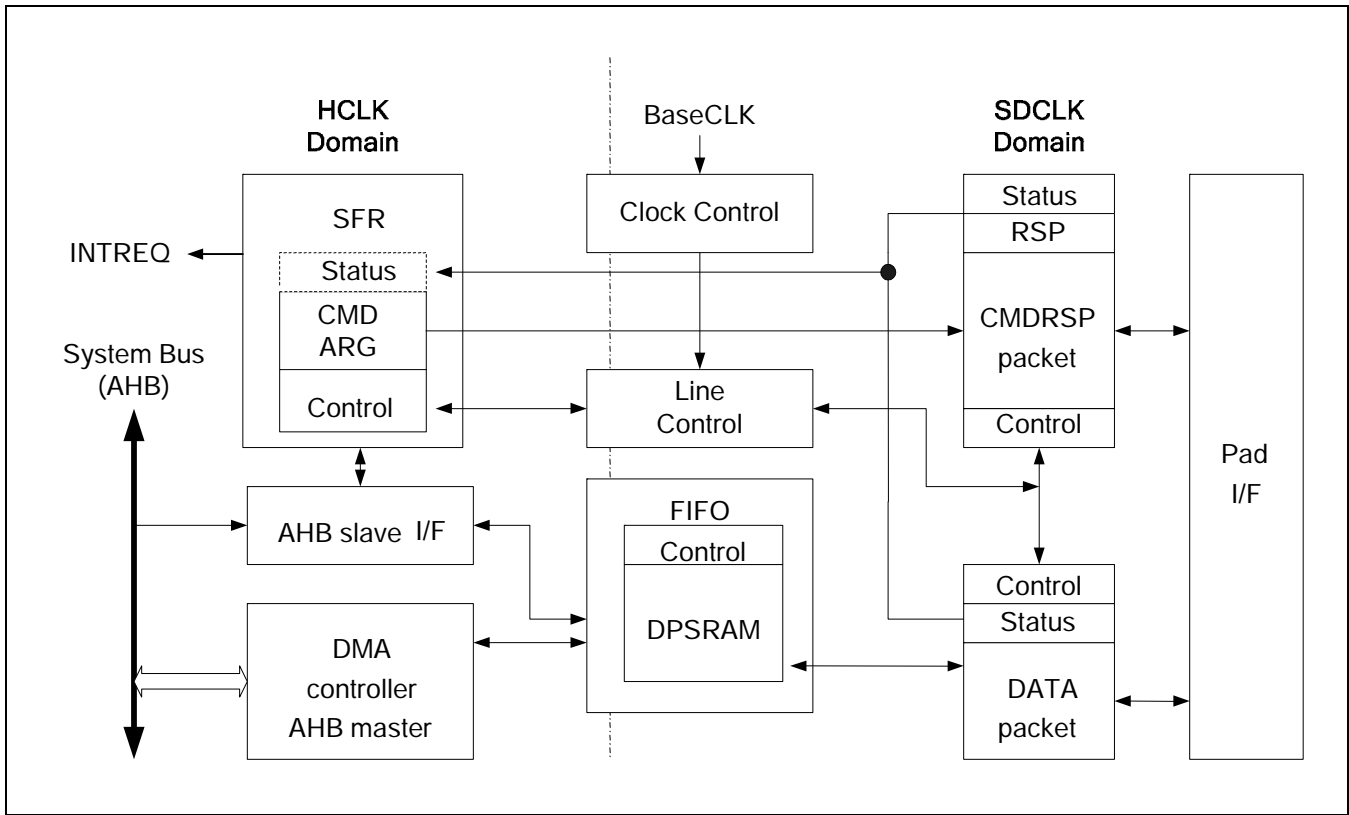 HCLK
Domain
BaseCLK
SDCLK
Domain
SFR
Status
CMD
ARG
Control
INTREQ
System Bus
(AHB)
Clock Control
Line
Control
Status
RSP
CMDRSP
packet
Control
Pad
I/F
AHB slave I/F
FIFO
Control
DPSRAM
DMA
controller
AHB master
Control
Status
DATA
packet